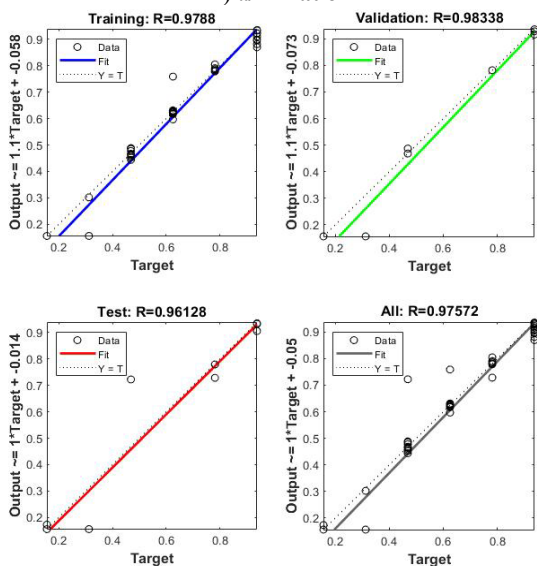 Training: R=0.9788
Output ~= 1.1*Target + -0.058
0.9
0.8
0.7
0.6
0.5
0.4
0.3
0.2
Data
Fit
Y = T
0.2
0.4
0.6
0.8
Target
Validation: R=0.98338
Output ~= 1.1*Target + -0.073
0.9
0.8
0.7
0.6
0.5
0.4
0.3
0.2
Data
Fit
Y = T
0.2
0.4
0.6
0.8
Target
Test: R=0.96128
Output ~= 1*Target + -0.014
0.9
0.8
0.7
0.6
0.5
0.4
0.3
0.2
Data
Fit
Y = T
0.2
0.4
0.6
0.8
Target
All: R=0.97572
Output ~= 1*Target + -0.05
0.9
0.8
0.7
0.6
0.5
0.4
0.3
0.2
Data
Fit
Y = T
0.2
0.4
0.6
0.8
Target